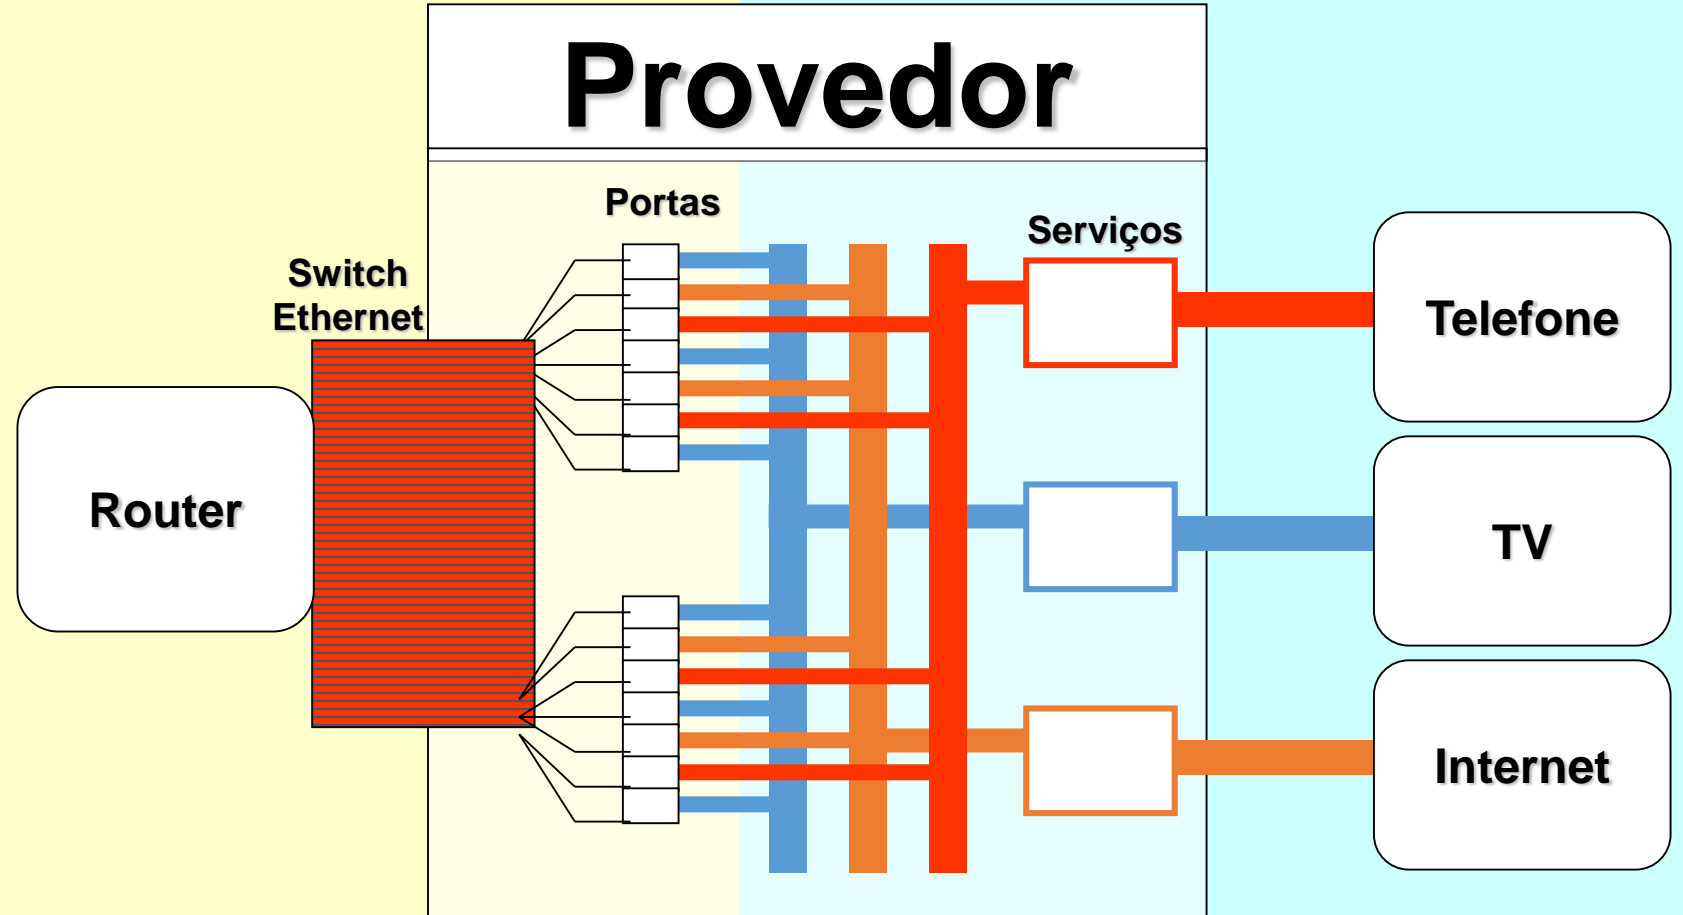 Provedor
Portas
Serviços
Switch
Ethernet
Telefone
Router
TV
Internet